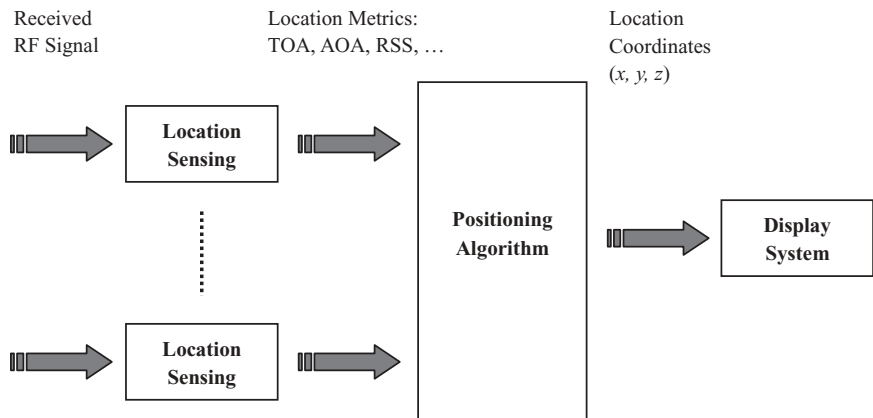 Received
RF Signal
Location Metrics:
TOA, AOA, RSS, …
Location
Coordinates
(x, y, z)
Location
Sensing
Positioning
Algorithm
Display
System
Location
Sensing